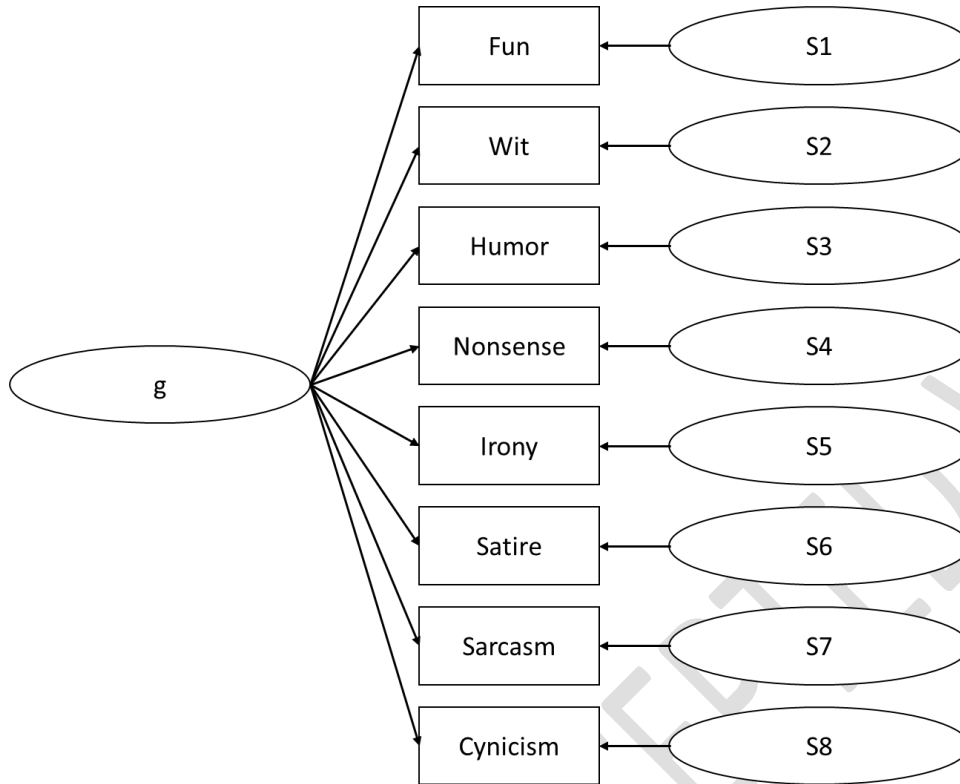 Fun
S1
Wit
S2
Humor
S3
Nonsense
S4
g
Irony
S5
Satire
S6
Sarcasm
S7
Cynicism
S8